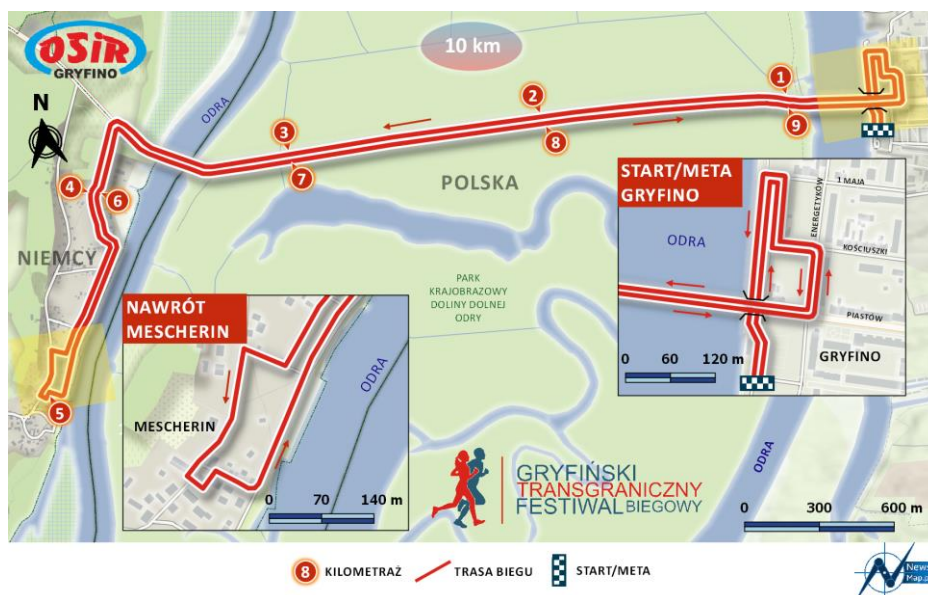 OSiR
GRYFINO
10 km
N
ODRA
1
2
3
4
5
6
7
8
9
POLSKA
NIEMCY
PARK
KRAJOBRAZOWY
DOLINY DOLNEJ
ODRY
START/META
GRYFINO
1 MAJA
ENERGETYKÓW
KOŚCIUSZKI
ODRA
PIASTÓW
GRYFINO
0 60 120 m
NAWRÓT
MESCHERIN
ODRA
MESCHERIN
0 70 140 m
GRYFIŃSKI
TRANSGRANICZNY
FESTIWAL BIEGOWY
ODRA
0 300 600 m
8 KILOMETRAŻ
TRASA BIEGU
START/META
N
News
Map.p